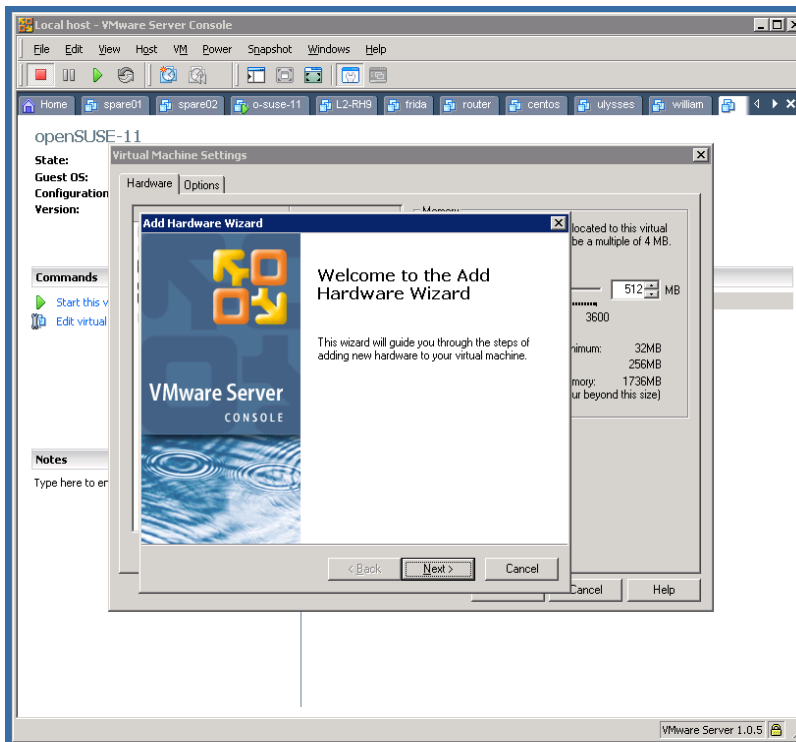 Local host - VMware Server Console
File Edit View Host VM Power Snapshot Windows Help
Home spare01 spare02 o-suse-11 L2-RH9 frida router centos ulysses william
openSUSE-11
State:
Guest OS:
Configuration
Version:
Commands
Start this v
Edit virtual
Notes
Type here to er
Virtual Machine Settings
Hardware Options
Memory
located to this virtual
be a multiple of 4 MB.
512 MB
3600
nimum: 32MB
256MB
mory: 1736MB
ur beyond this size)
Cancel Help
Add Hardware Wizard
VMware Server
CONSOLE
Welcome to the Add
Hardware Wizard
This wizard will guide you through the steps of
adding new hardware to your virtual machine.
< Back Next > Cancel
VMware Server 1.0.5